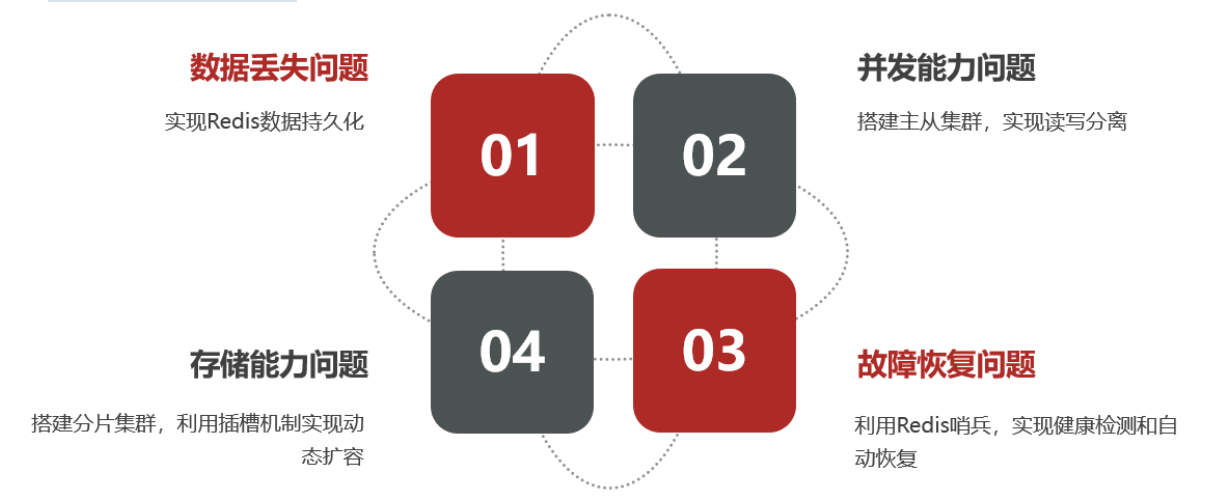 数据丢失问题
实现Redis数据持久化
01
02
并发能力问题
搭建主从集群，实现读写分离
存储能力问题
搭建分片集群，利用插槽机制实现动
态扩容
04
03
故障恢复问题
利用Redis哨兵，实现健康检测和自
动恢复